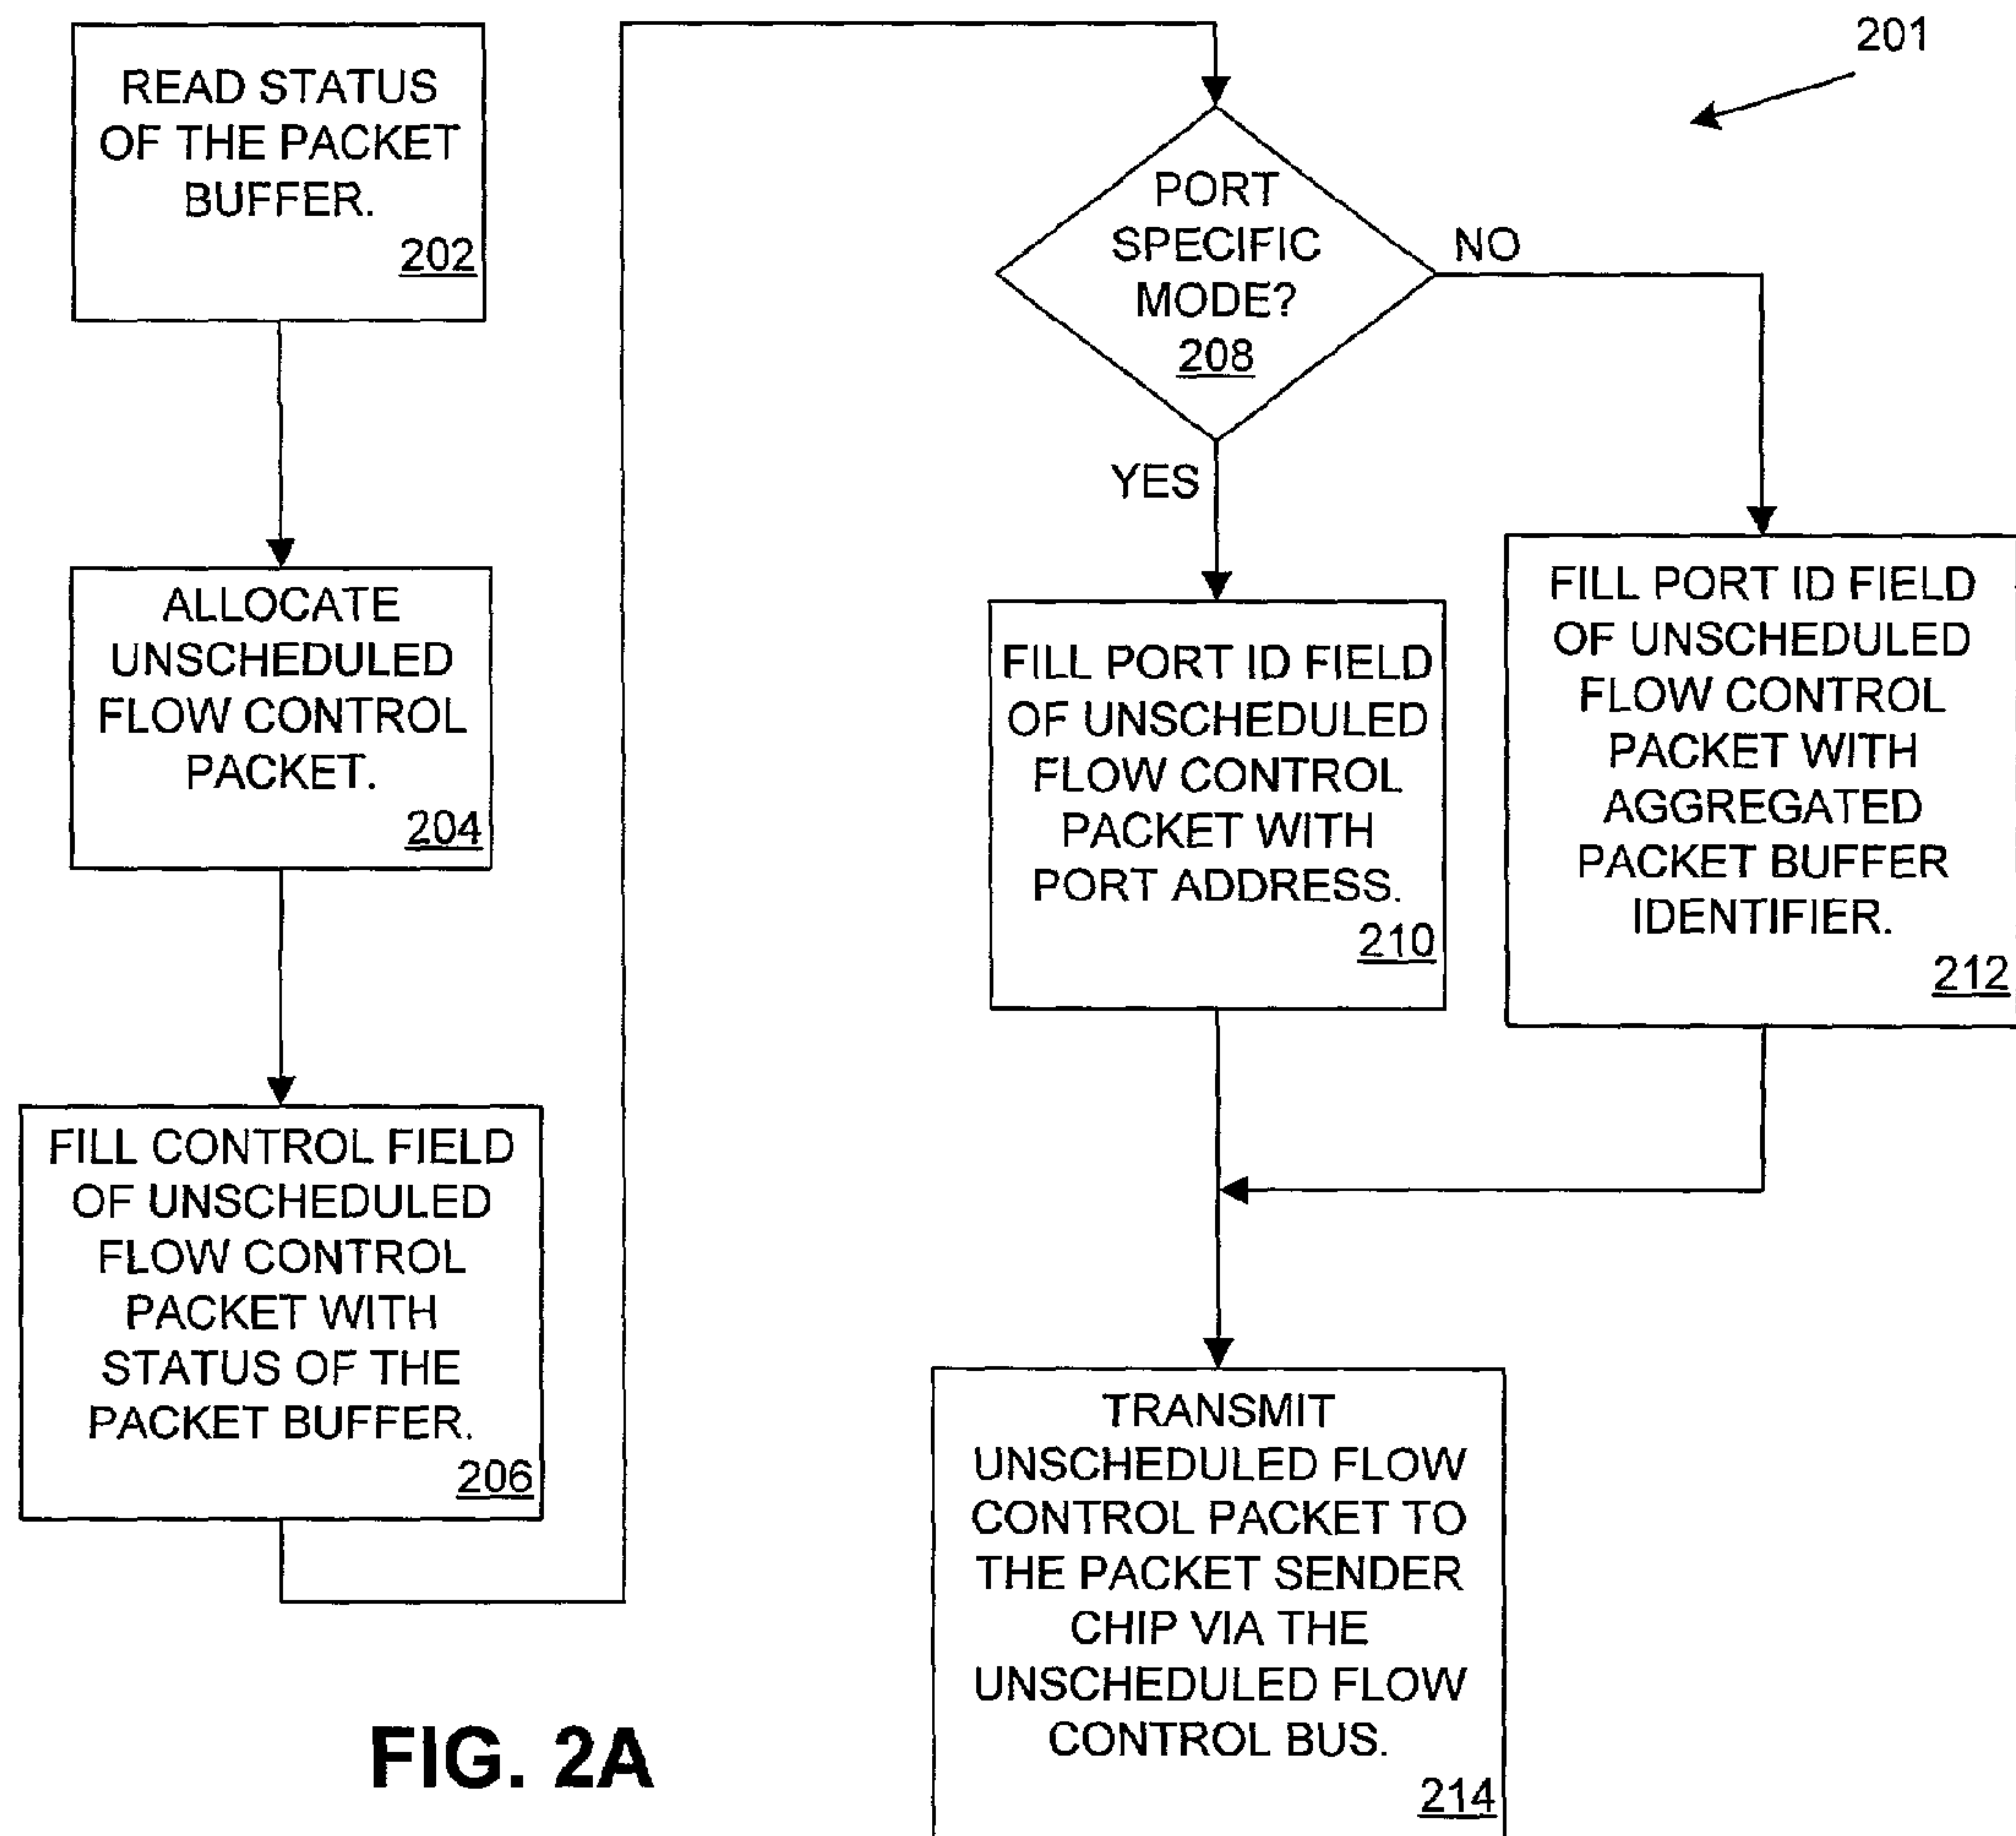 READ STATUS
OF THE PACKET
BUFFER.
202
ALLOCATE
UNSCHEDULED
FLOW CONTROL
PACKET.
204
FILL CONTROL FIELD
OF UNSCHEDULED
FLOW CONTROL
PACKET WITH
STATUS OF THE
PACKET BUFFER.
206
201
PORT
SPECIFIC
MODE?
208
NO
YES
FILL PORT ID FIELD
OF UNSCHEDULED
FLOW CONTROL
PACKET WITH
PORT ADDRESS.
210
FILL PORT ID FIELD
OF UNSCHEDULED
FLOW CONTROL
PACKET WITH
AGGREGATED
PACKET BUFFER
IDENTIFIER.
212
TRANSMIT
UNSCHEDULED FLOW
CONTROL PACKET TO
THE PACKET SENDER
CHIP VIA THE
UNSCHEDULED FLOW
CONTROL BUS.
214
FIG. 2A